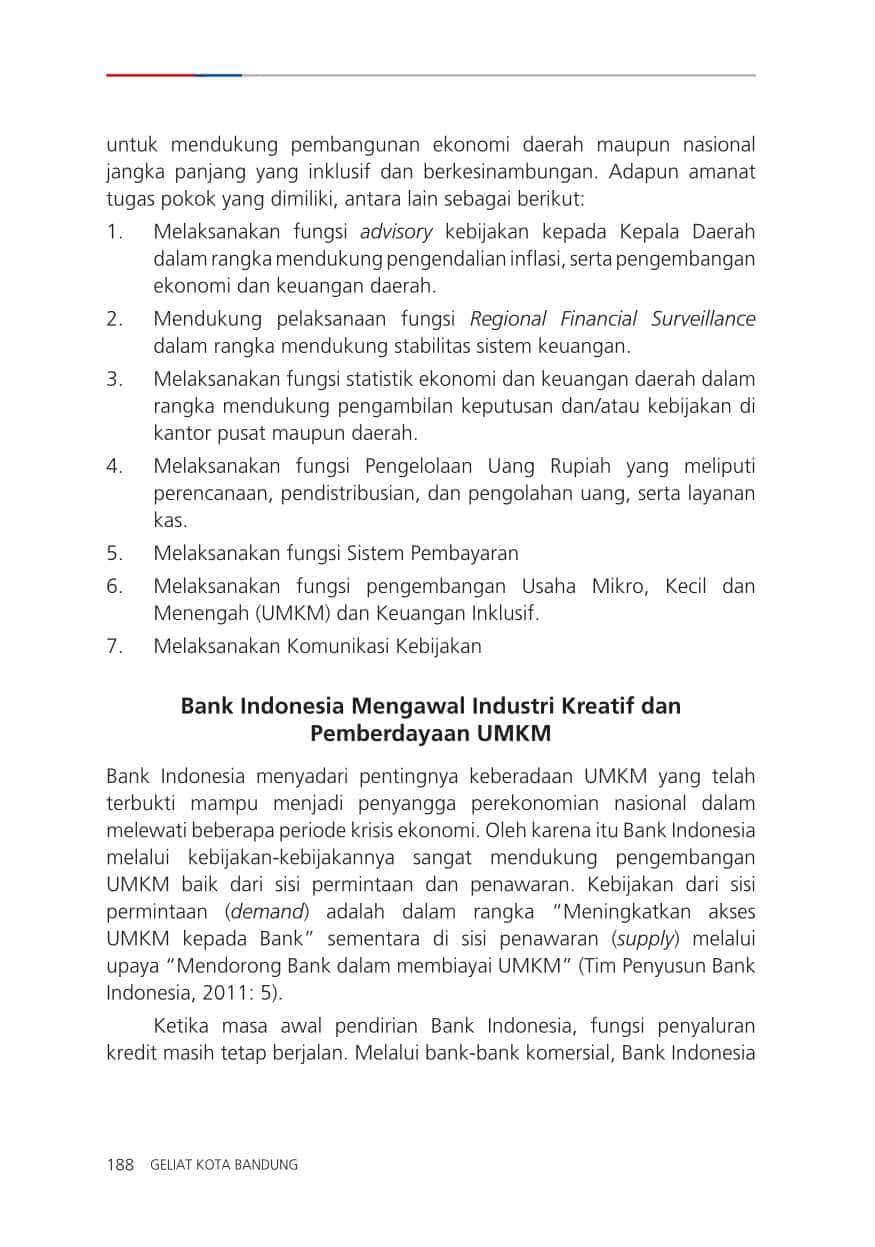 untuk mendukung pembangunan ekonomi daerah maupun nasional
jangka panjang yang inklusif dan berkesinambungan. Adapun amanat
tugas pokok yang dimiliki, antara lain sebagai berikut:
1. Melaksanakan fungsi advisory kebijakan kepada Kepala Daerah
dalam rangka mendukung pengendalian inflasi, serta pengembangan
ekonomi dan keuangan daerah.
2. Mendukung pelaksanaan fungsi Regional Financial Surveillance
dalam rangka mendukung stabilitas sistem keuangan.
3. Melaksanakan fungsi statistik ekonomi dan keuangan daerah dalam
rangka mendukung pengambilan keputusan dan/atau kebijakan di
kantor pusat maupun daerah.
4. Melaksanakan fungsi Pengelolaan Uang Rupiah yang meliputi
perencanaan, pendistribusian, dan pengolahan uang, serta layanan
kas.
5. Melaksanakan fungsi Sistem Pembayaran
6. Melaksanakan fungsi pengembangan Usaha Mikro, Kecil dan
Menengah (UMKM) dan Keuangan Inklusif.
7. Melaksanakan Komunikasi Kebijakan
Bank Indonesia Mengawal Industri Kreatif dan
Pemberdayaan UMKM
Bank Indonesia menyadari pentingnya keberadaan UMKM yang telah
terbukti mampu menjadi penyangga perekonomian nasional dalam
melewati beberapa periode krisis ekonomi. Oleh karena itu Bank Indonesia
melalui kebijakan-kebijakannya sangat mendukung pengembangan
UMKM baik dari sisi permintaan dan penawaran. Kebijakan dari sisi
permintaan (demand) adalah dalam rangka “Meningkatkan akses
UMKM kepada Bank” sementara di sisi penawaran (supply) melalui
upaya “Mendorong Bank dalam membiayai UMKM” (Tim Penyusun Bank
Indonesia, 2011: 5).
Ketika masa awal pendirian Bank Indonesia, fungsi penyaluran
kredit masih tetap berjalan. Melalui bank-bank komersial, Bank Indonesia
188 GELIAT KOTA BANDUNG